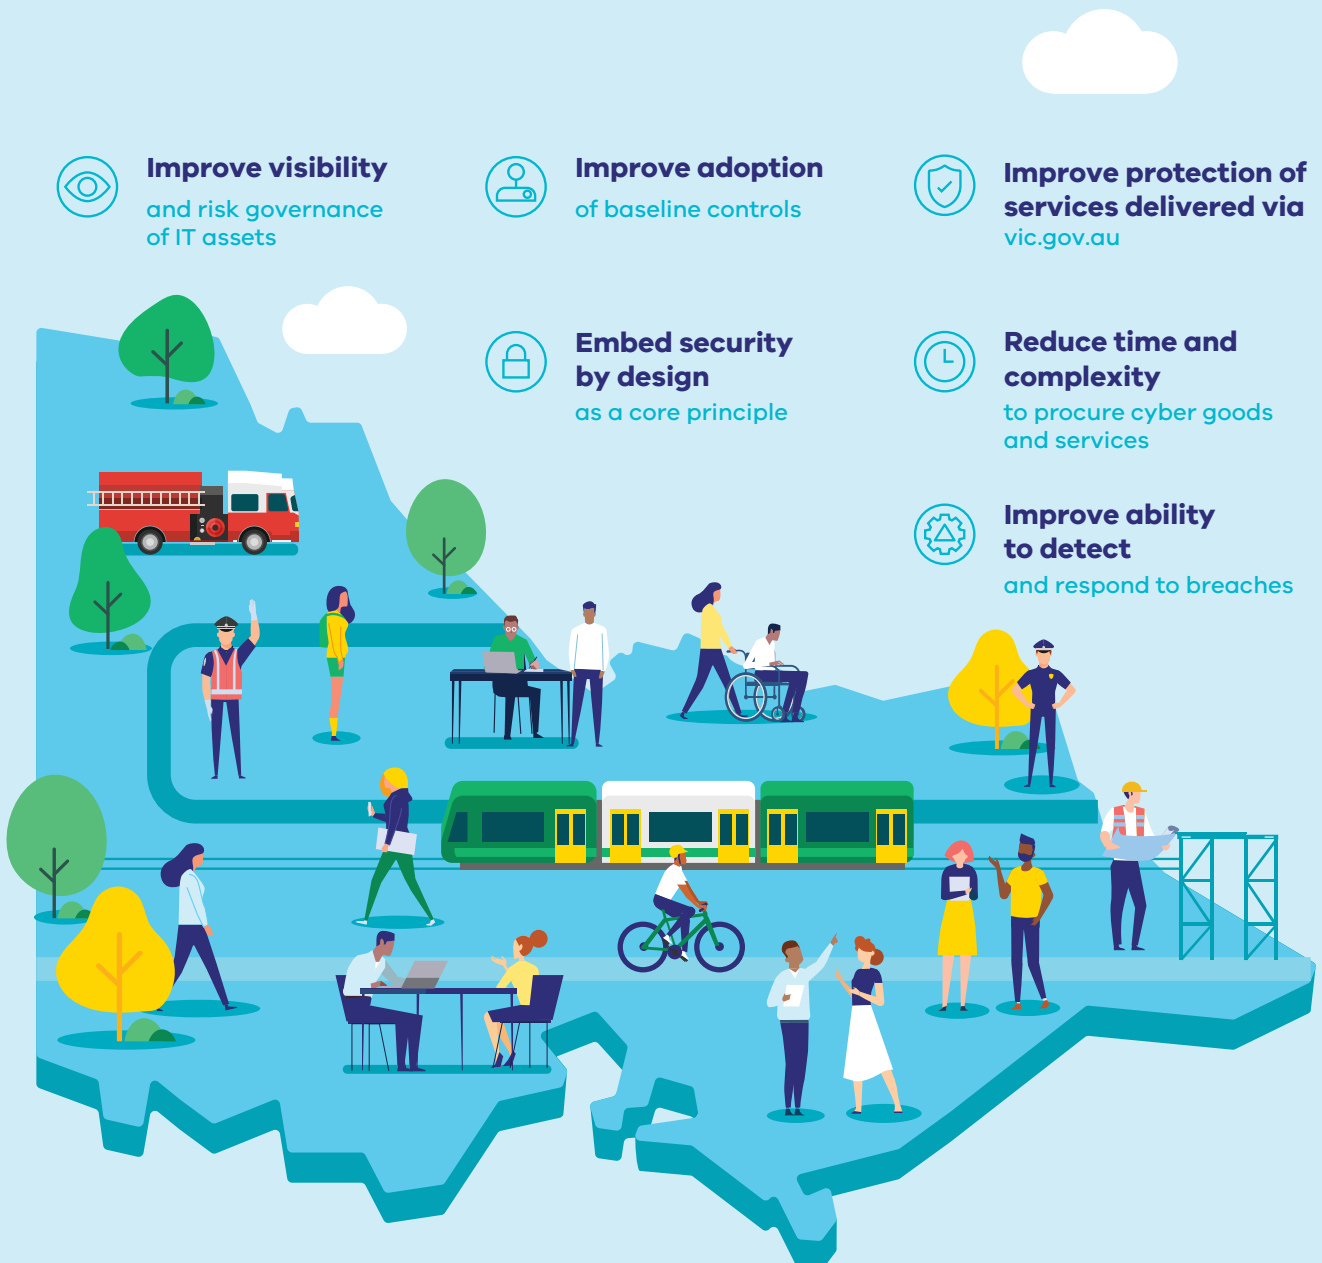 Improve visibility
and risk governance
of IT assets
Improve adoption
of baseline controls
Improve protection of
services delivered via
vic.gov.au
Embed security
by design
as a core principle
Reduce time and
complexity
to procure cyber goods
and services
Improve ability
to detect
and respond to breaches